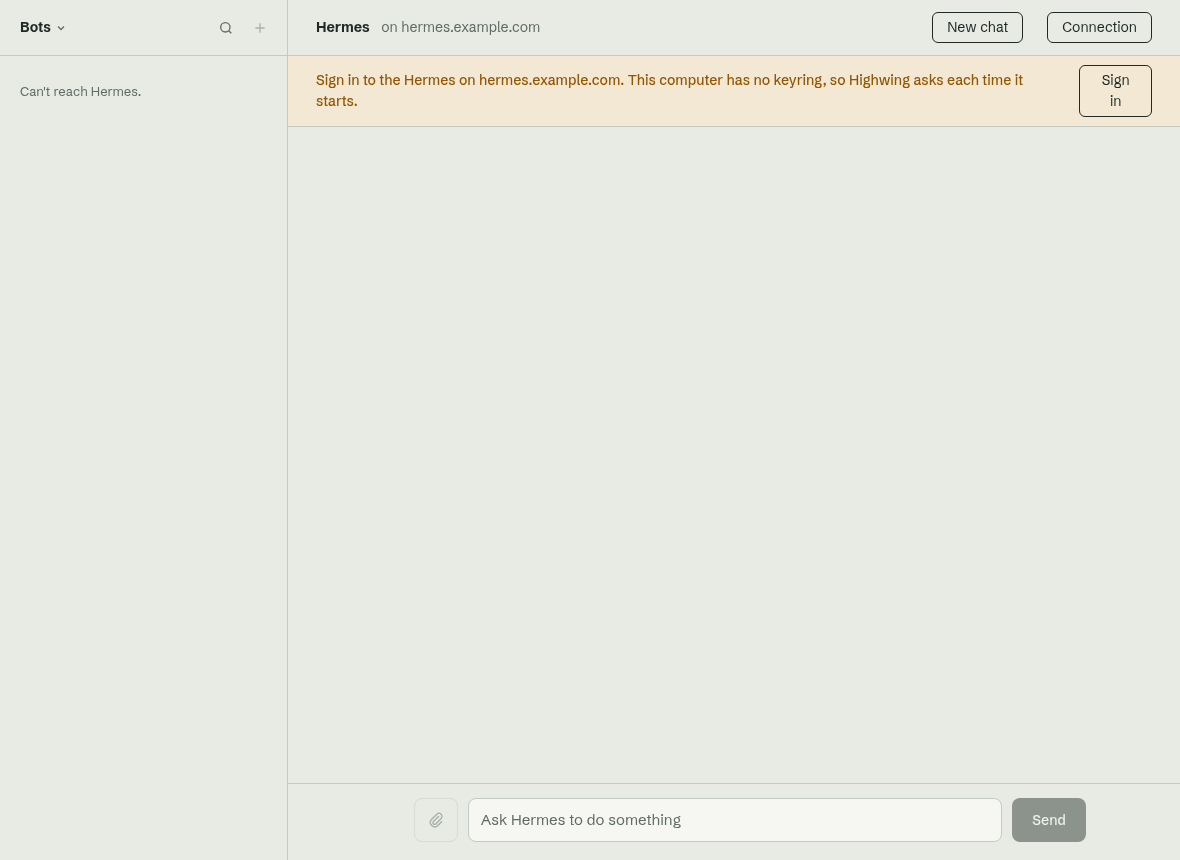 Bots
Hermes on hermes.example.com
New chat
Connection
Can't reach Hermes.
Sign in to the Hermes on hermes.example.com. This computer has no keyring, so Highwing asks each time it
starts.
Sign
in
Ask Hermes to do something
Send